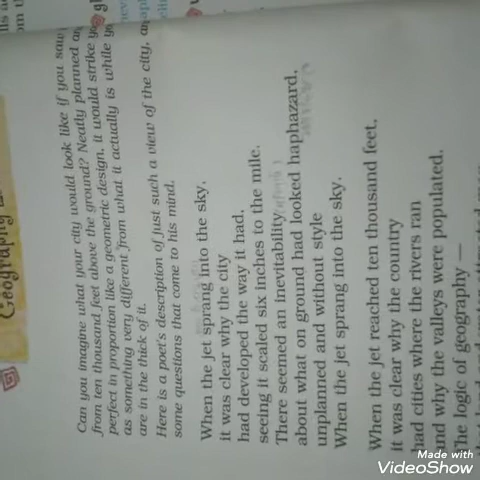 Geography
Can you imagine what your city would look like if you saw
from ten thousand feet above the ground? Neatly planned
perfect in proportion like a geometric design, it would strike
as something very different from what it actually is while
are in the thick of it.
Here is a poet's description of just such a view of the city,
some questions that come to his mind.
When the jet sprang into the sky,
it was clear why the city
had developed the way it had,
seeing it scaled six inches to the mile.
There seemed an inevitability
about what on ground had looked haphazard,
unplanned and without style
When the jet sprang into the sky.
When the jet reached ten thousand feet,
it was clear why the country
had cities where the rivers ran
and why the valleys were populated.
The logic of geography —
Made with
VideoShow